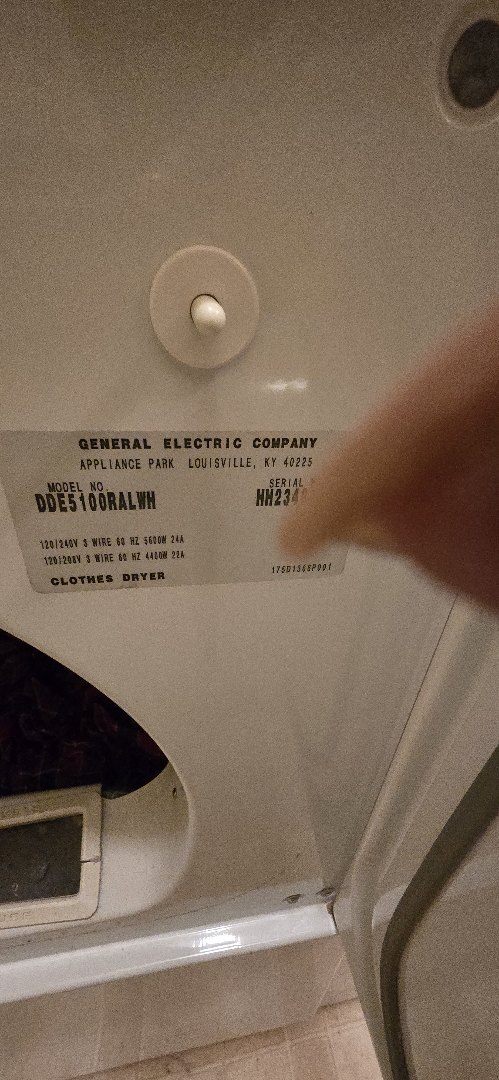 GENERAL ELECTRIC COMPANY
APPLIANCE PARK LOUISVILLE, KY 40225
MODEL NO. SERIAL
DDE5100RALWH HH234
120/240V 3 WIRE 60 HZ 5600W 24A
120/208V 3 WIRE 60 HZ 4400W 22A
CLOTHES DRYER 175D1368P001